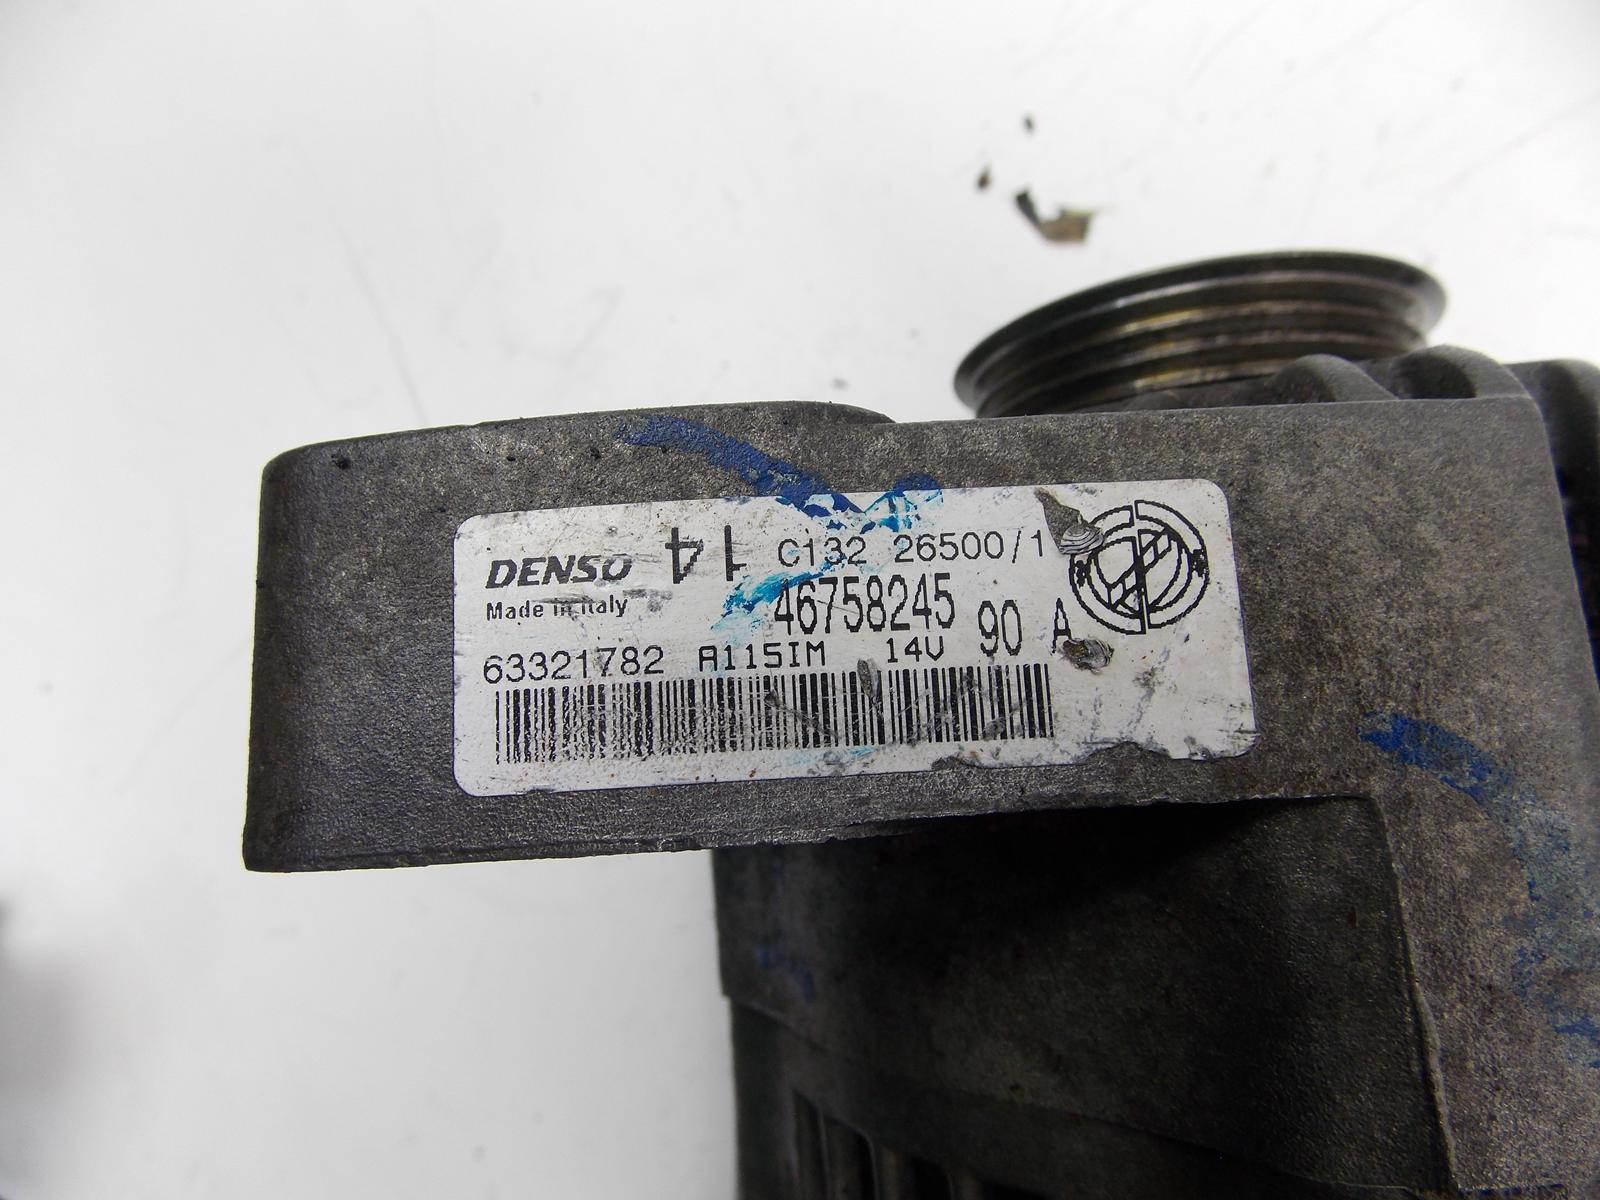 DENSO 14 C132 26500/1
Made in Italy 46758245 90 A
63321782 A115IM 14V